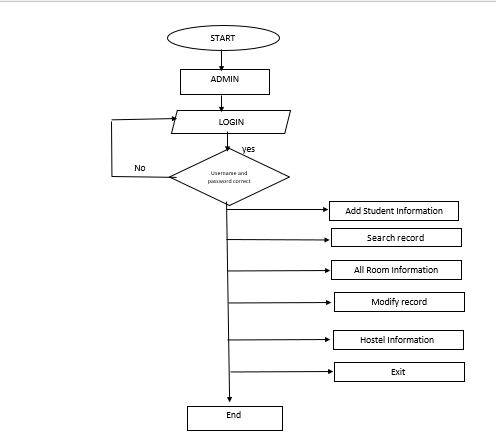 START
ADMIN
LOGIN
yes
No
Username and
password correct
Add Student Information
Search record
All Room Information
Modify record
Hostel Information
Exit
End